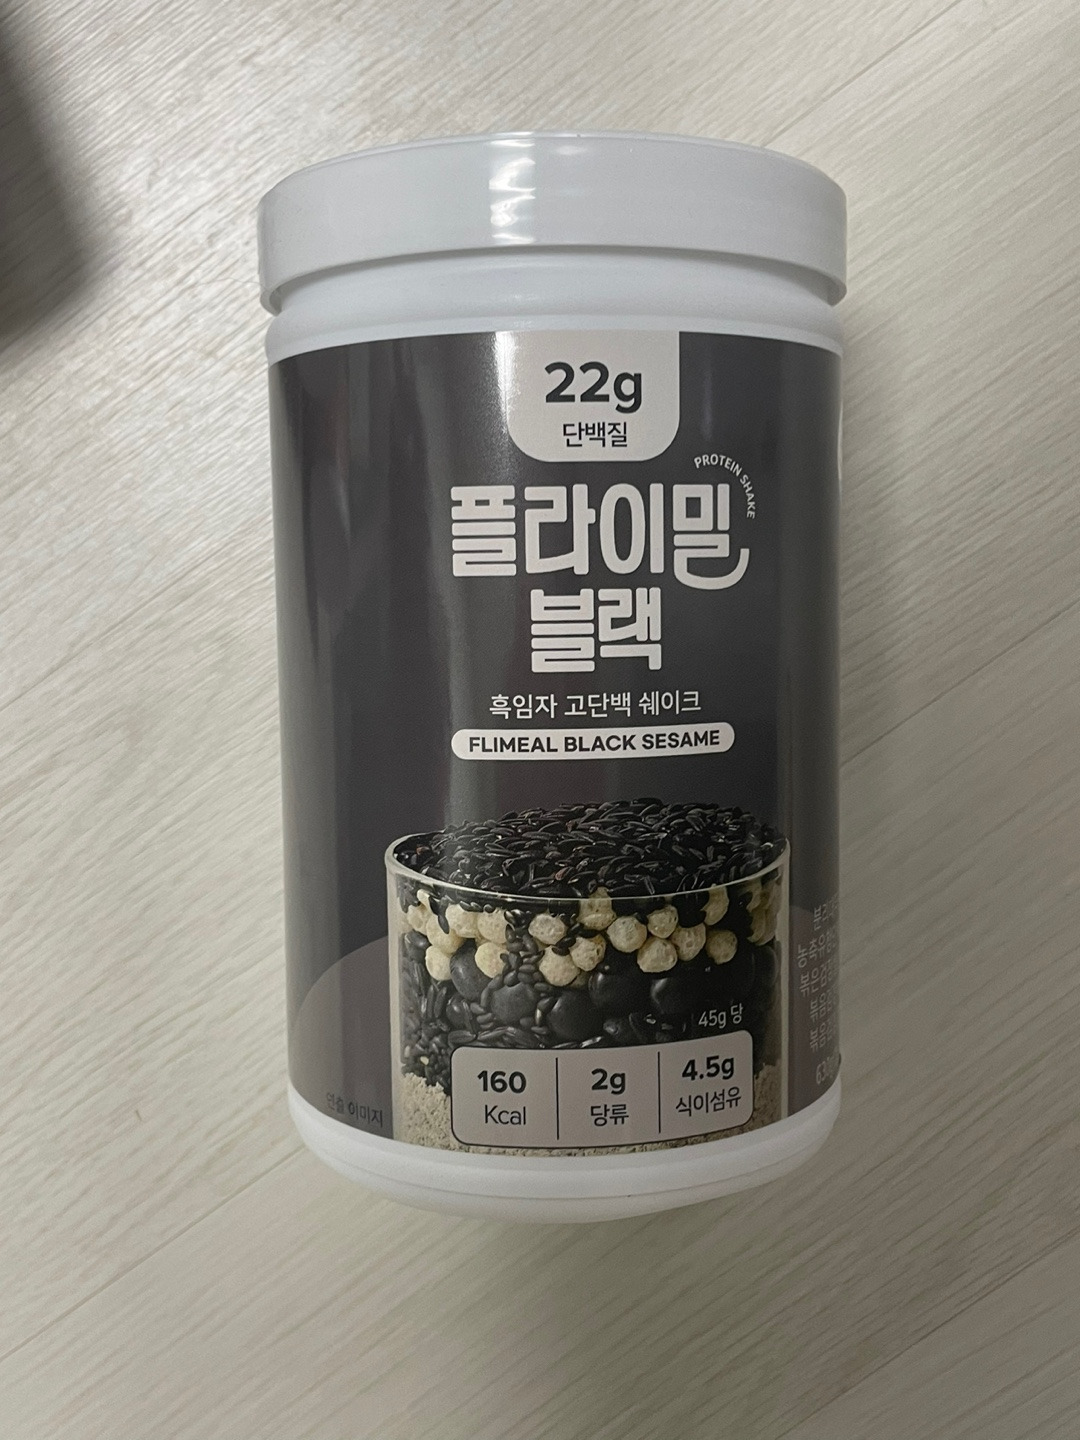 22g
단백질
PROTEIN SHAKE
플라이밀
블랙
흑임자 고단백 쉐이크
FLIMEAL BLACK SESAME
45g 당
160
Kcal
2g
당류
4.5g
식이섬유
연출 이미지